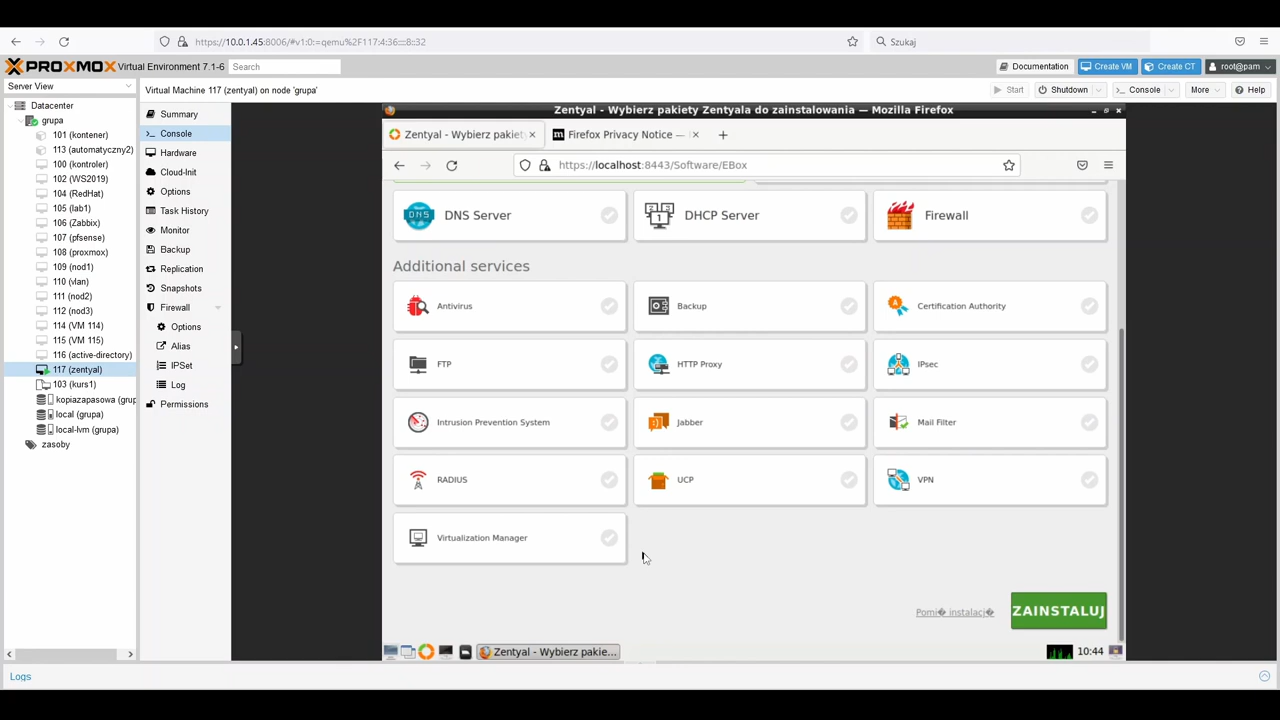 https://10.0.1.45:8006/#v1:0:=qemu%2F117:4:36::::8::32
Szukaj
PROXMOX Virtual Environment 7.1-6 Search
Documentation Create VM Create CT root@pam
Server View
Virtual Machine 117 (zentyal) on node 'grupa'
Start Shutdown Console More Help
Datacenter
grupa
101 (kontener)
113 (automatyczny2)
100 (kontroler)
102 (WS2019)
104 (RedHat)
105 (lab1)
106 (Zabbix)
107 (pfsense)
108 (proxmox)
109 (nod1)
110 (vlan)
111 (nod2)
112 (nod3)
114 (VM 114)
115 (VM 115)
116 (active-directory)
117 (zentyal)
103 (kurs1)
kopiazapasowa (grup
local (grupa)
local-lvm (grupa)
zasoby
Summary
Console
Hardware
Cloud-Init
Options
Task History
Monitor
Backup
Replication
Snapshots
Firewall
Options
Alias
IPSet
Log
Permissions
Zentyal - Wybierz pakiety Zentyala do zainstalowania — Mozilla Firefox
Zentyal - Wybierz pakiety
Firefox Privacy Notice —
https://localhost:8443/Software/EBox
DNS Server
DHCP Server
Firewall
Additional services
Antivirus
Backup
Certification Authority
FTP
HTTP Proxy
IPsec
Intrusion Prevention System
Jabber
Mail Filter
RADIUS
UCP
VPN
Virtualization Manager
Pomi� instalacj�
ZAINSTALUJ
Zentyal - Wybierz pakie...
10:44
Logs